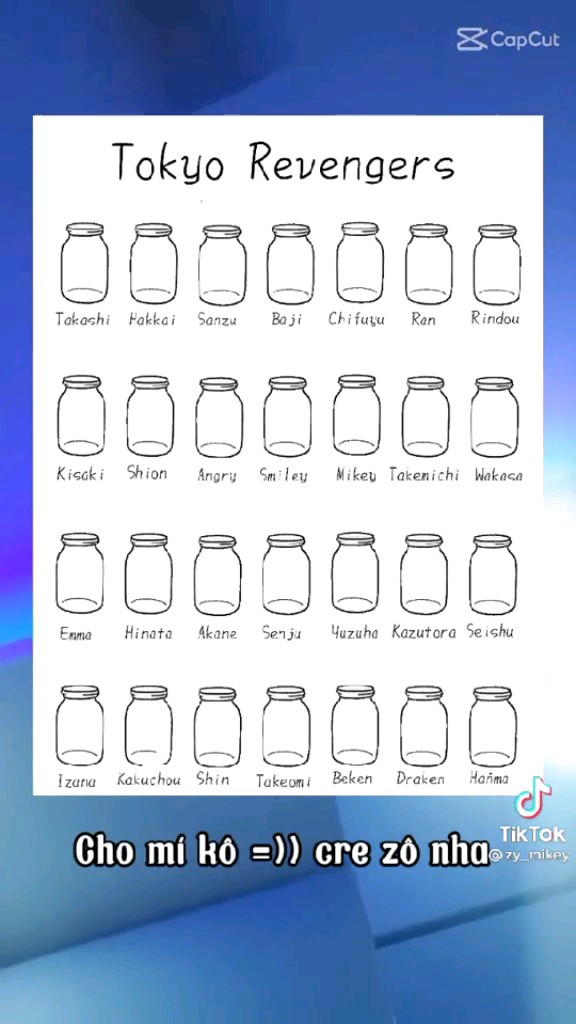 CapCut
Tokyo Revengers
Takashi Hakkai Sanzu Baji Chifuyu Ran Rindou
Kisaki Shion Angry Smiley Mikey Takemichi Wakasa
Emma Hinata Akane Senju Yuzuha Kazutora Seishu
Izana Kakuchou Shin Takeomi Beken Draken Hanma
TikTok
Cho mí kô =)) cre zô nha
@zy_mikey